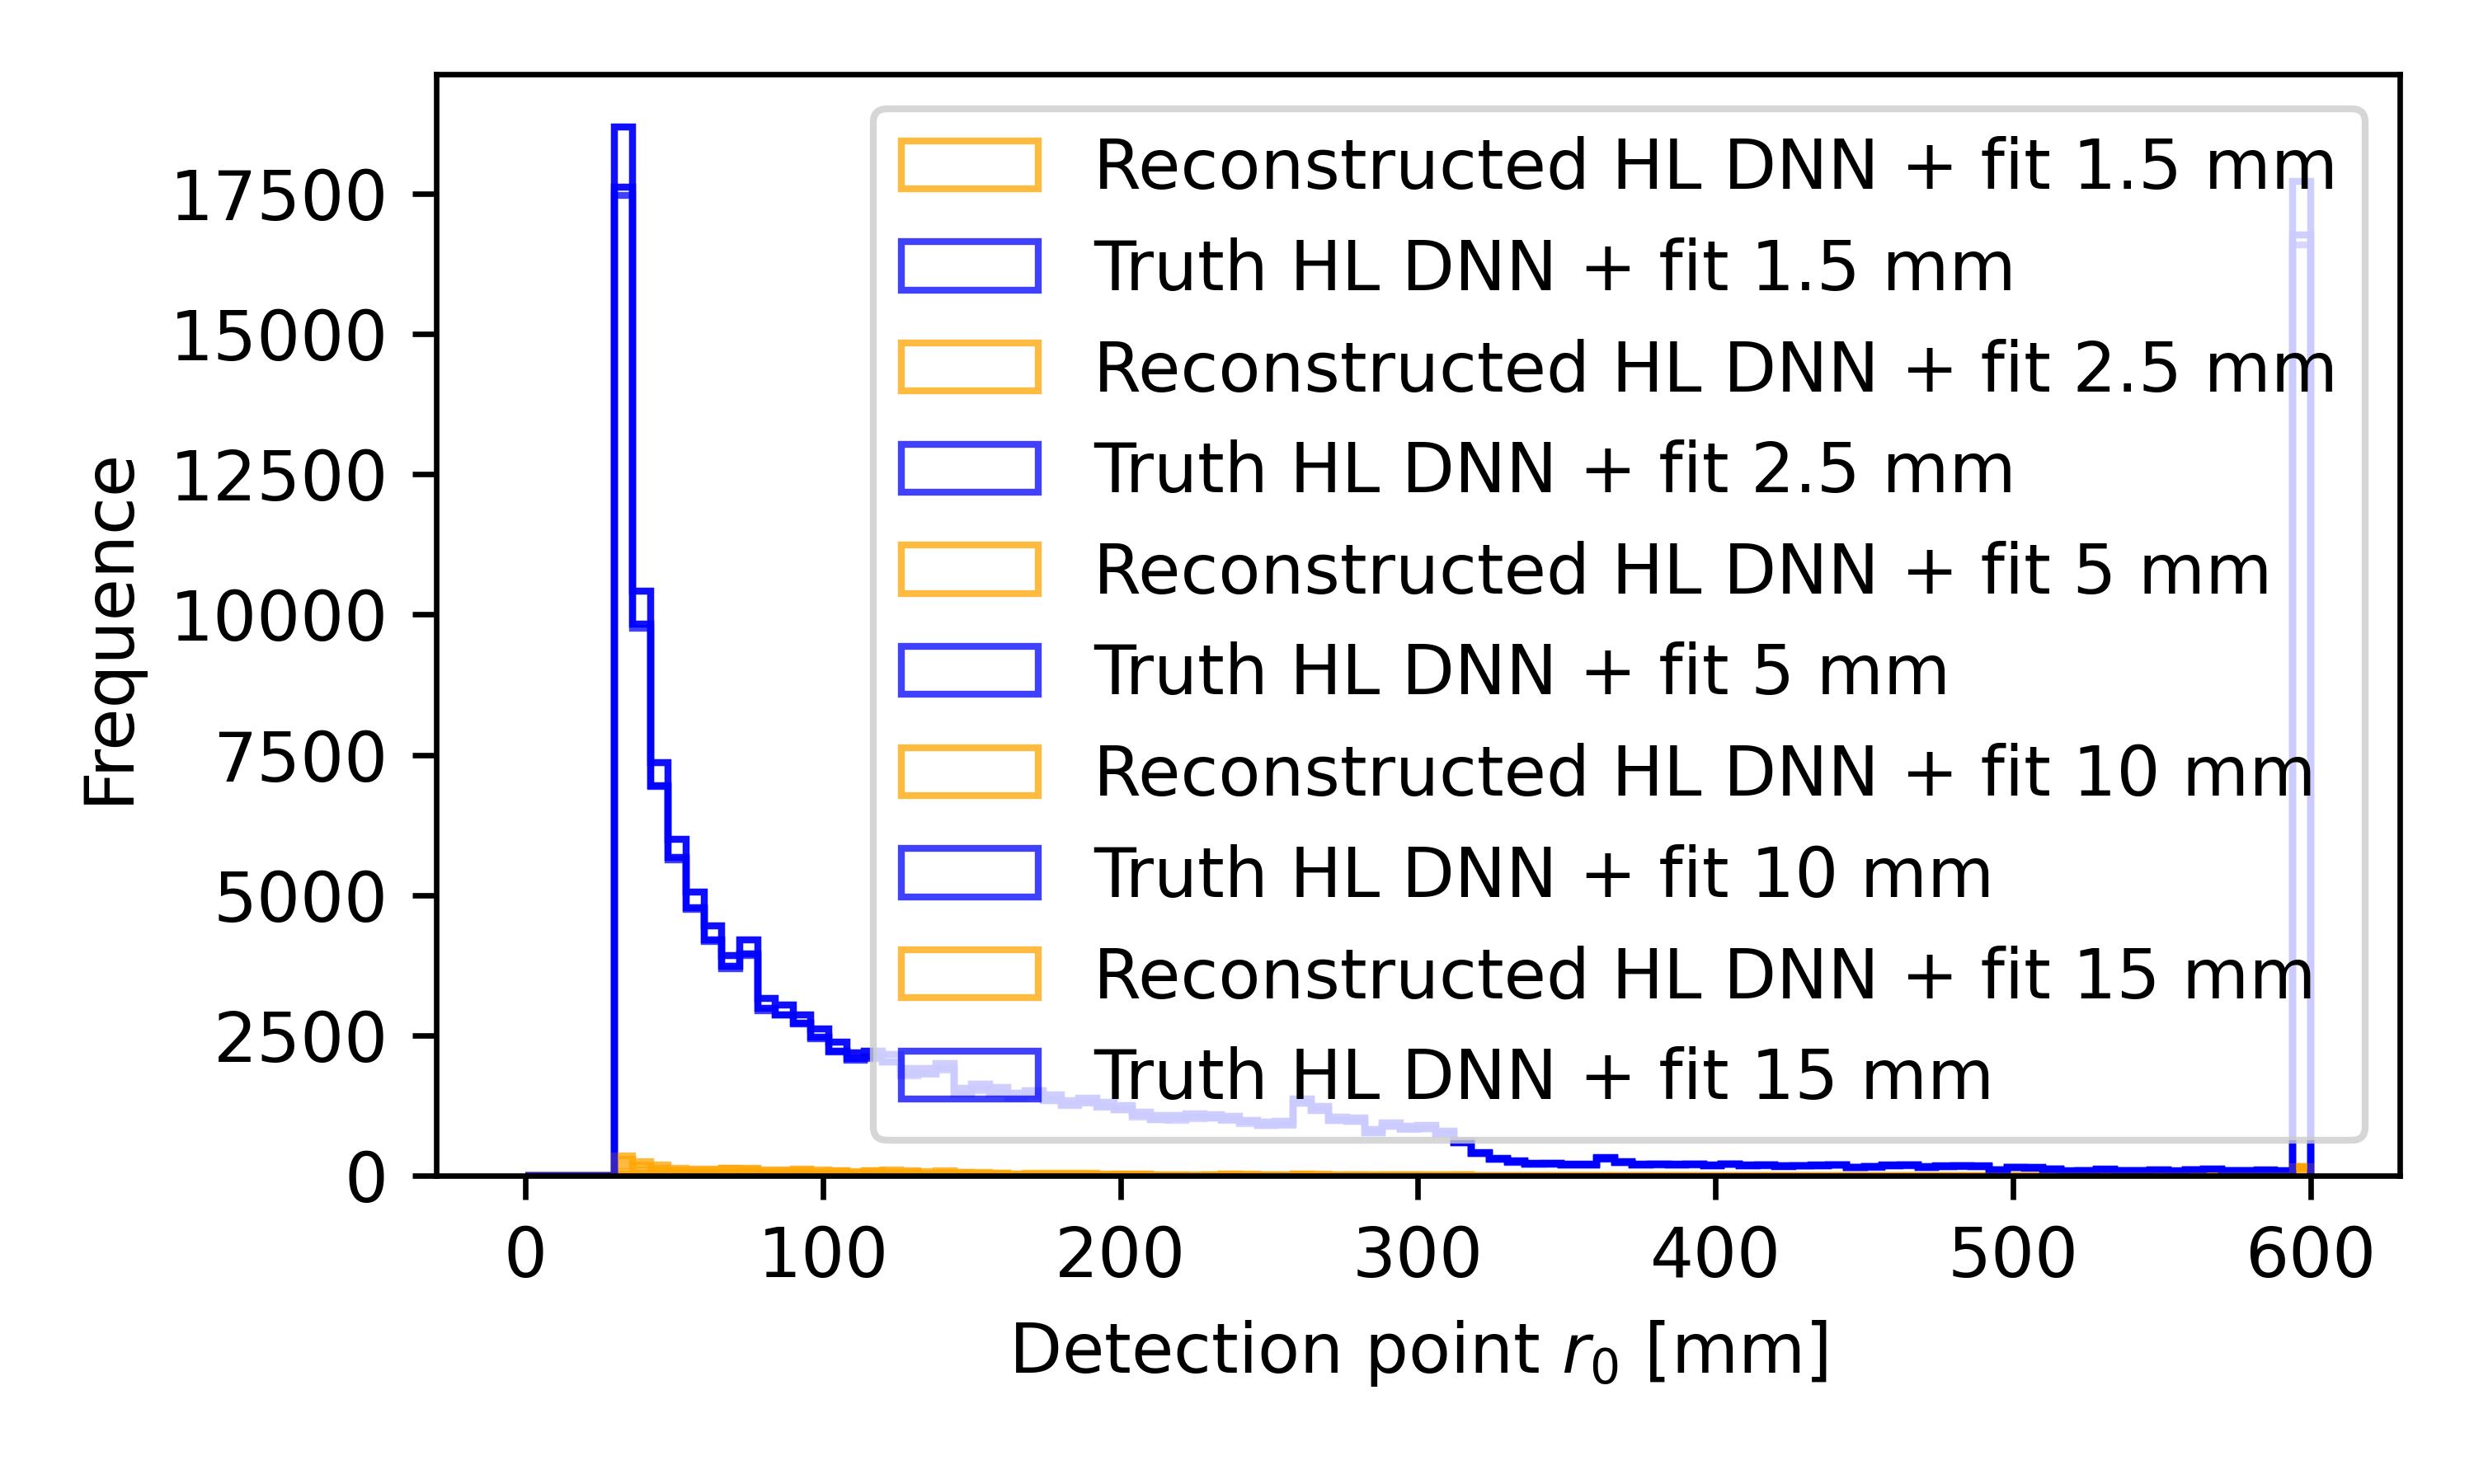 Reconstructed HL DNN + fit 1.5 mm
Truth HL DNN + fit 1.5 mm
Reconstructed HL DNN + fit 2.5 mm
Truth HL DNN + fit 2.5 mm
Reconstructed HL DNN + fit 5 mm
Truth HL DNN + fit 5 mm
Reconstructed HL DNN + fit 10 mm
Truth HL DNN + fit 10 mm
Reconstructed HL DNN + fit 15 mm
Truth HL DNN + fit 15 mm
Frequence
17500
15000
12500
10000
7500
5000
2500
0
0 100 200 300 400 500 600
Detection point r₀ [mm]